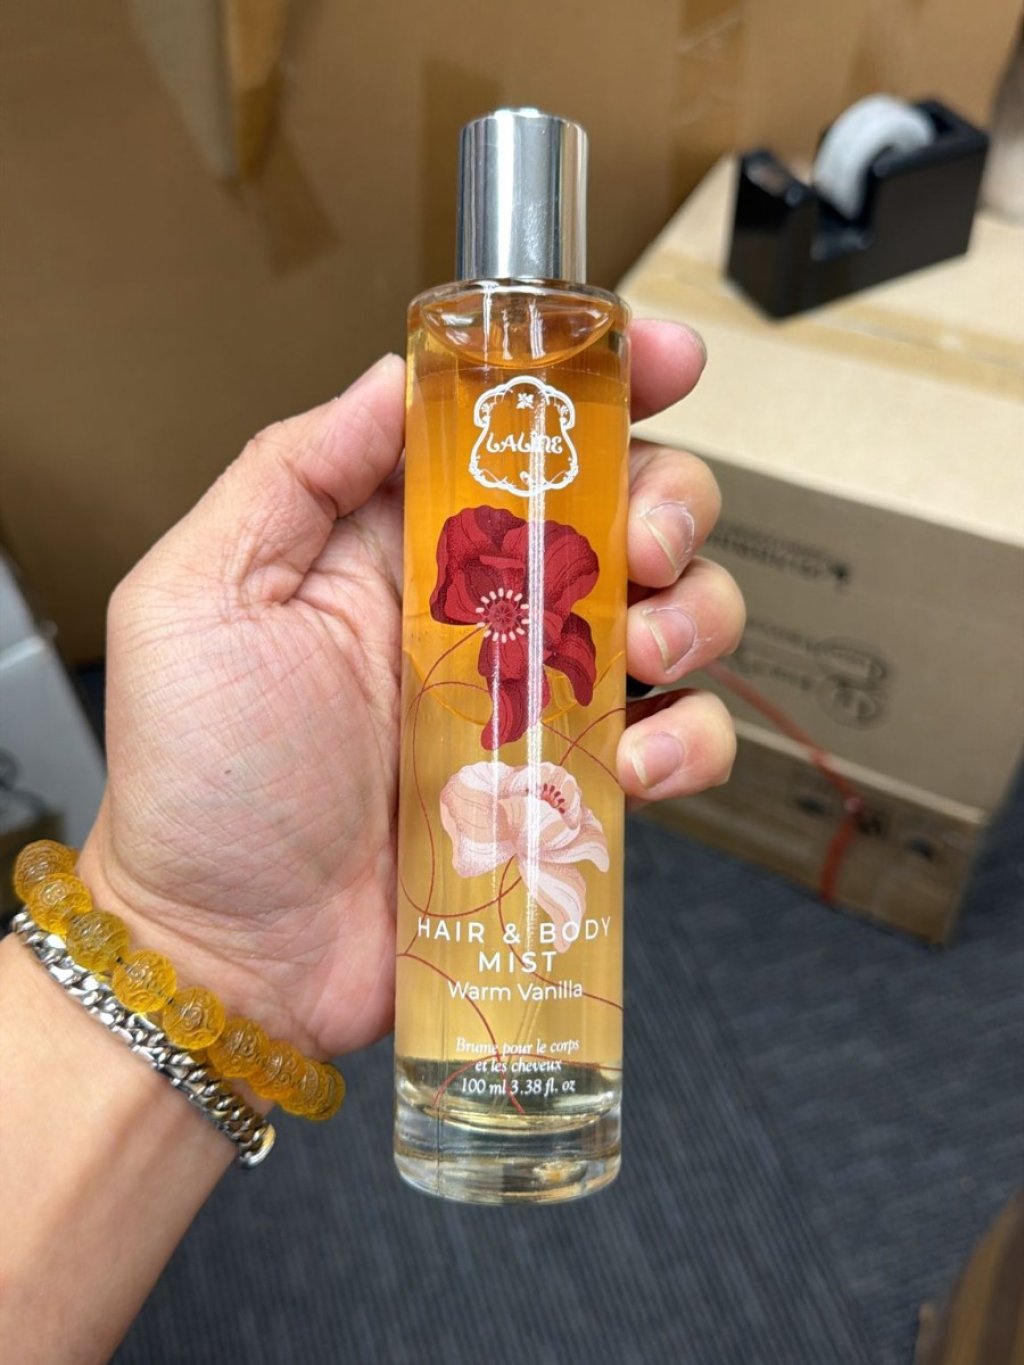 LALINE
HAIR & BODY
MIST
Warm Vanilla
Brume pour le corps
et les cheveux
100 ml 3.38 fl. oz